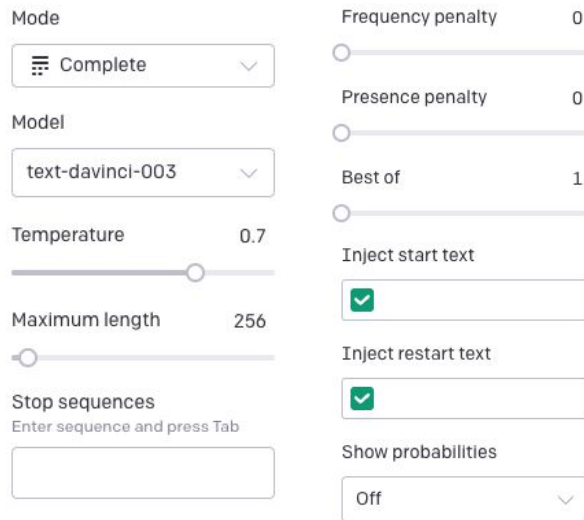 Mode
Complete
Model
text-davinci-003
Temperature 0.7
Maximum length 256
Stop sequences
Enter sequence and press Tab
Frequency penalty 0
Presence penalty 0
Best of 1
Inject start text
Inject restart text
Show probabilities
Off